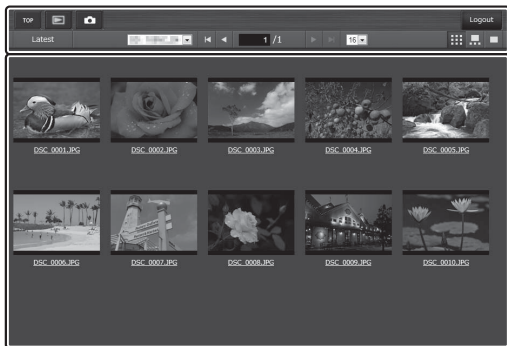 TOP
Logout
Latest
1 /1
16
DSC_0001.JPG DSC_0002.JPG DSC_0003.JPG DSC_0004.JPG DSC_0005.JPG
DSC_0006.JPG DSC_0007.JPG DSC_0008.JPG DSC_0009.JPG DSC_0010.JPG